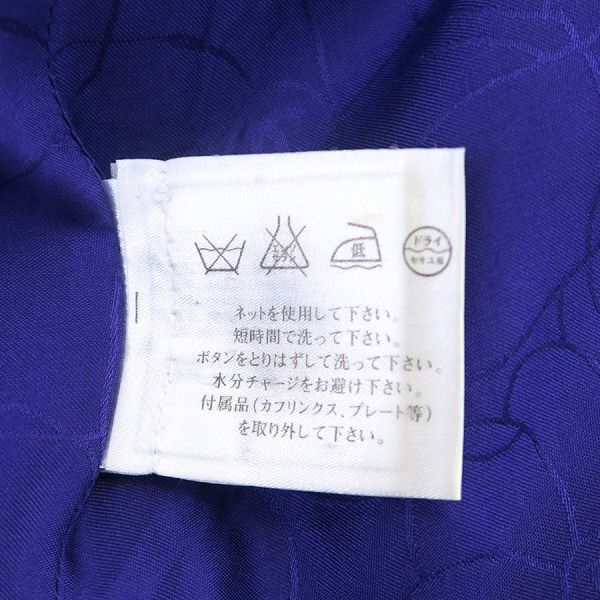 エンソ
低
ドライ
セキユ系
ネットを使用して下さい。
短時間で洗って下さい。
ボタンをとりはずして洗って下さい。
水分チャージをお避け下さい。
付属品(カフリンクス、プレート等)
を取り外して下さい。